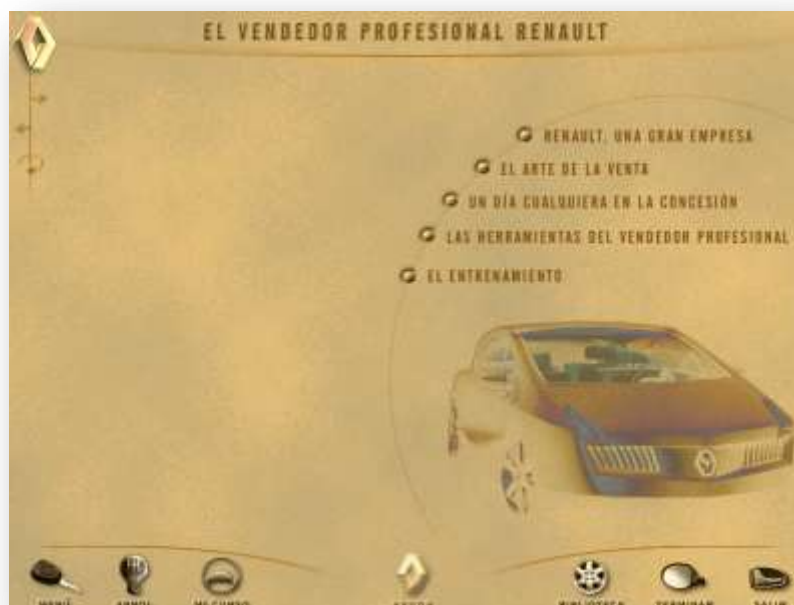 EL VENDEDOR PROFESIONAL RENAULT
RENAULT, UNA GRAN EMPRESA
EL ARTE DE LA VENTA
UN DÍA CUALQUIERA EN LA CONCESIÓN
LAS HERRAMIENTAS DEL VENDEDOR PROFESIONAL
EL ENTRENAMIENTO